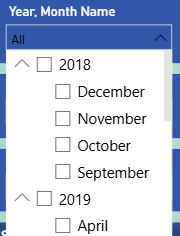 Year, Month Name
All
2018
December
November
October
September
2019
April